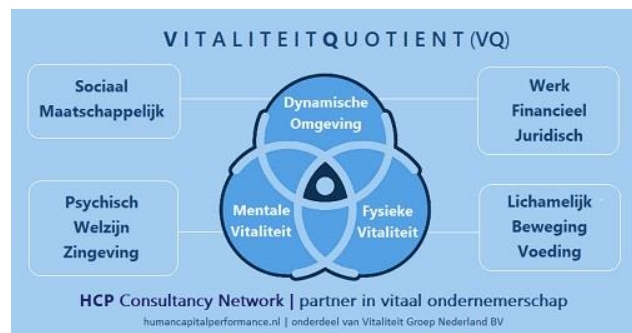 VITALITEITQUOTIENT (VQ)
Sociaal
Maatschappelijk
Dynamische
Omgeving
Werk
Financieel
Juridisch
Psychisch
Welzijn
Zingeving
Mentale
Vitaliteit
Fysieke
Vitaliteit
Lichamelijk
Beweging
Voeding
HCP Consultancy Network | partner in vitaal ondernemerschap
humancapitalperformance.nl | onderdeel van Vitaliteit Groep Nederland BV